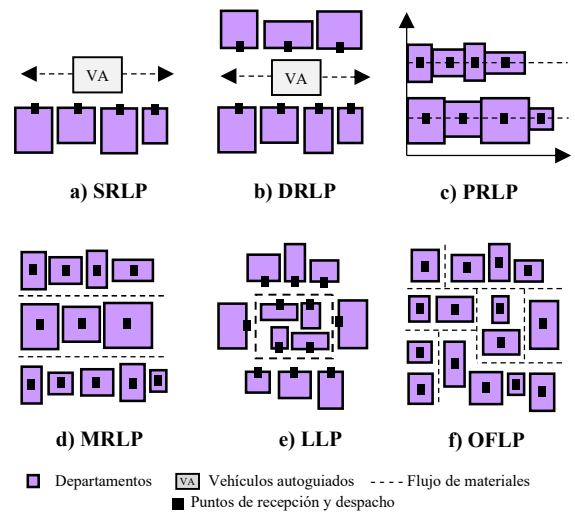 VA
VA
a) SRLP
b) DRLP
c) PRLP
d) MRLP
e) LLP
f) OFLP
Departamentos
VA
Vehículos autoguiados
Flujo de materiales
Puntos de recepción y despacho